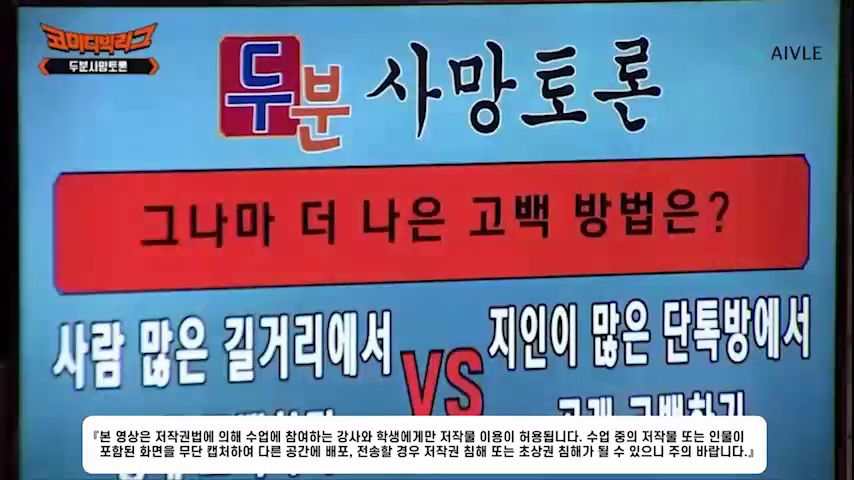 코미디빅리그
두분사망토론
AIVLE
두분 사망토론
그나마 더 나은 고백 방법은?
사람 많은 길거리에서
VS
지인이 많은 단톡방에서
공개 고백하기
『본 영상은 저작권법에 의해 수업에 참여하는 강사와 학생에게만 저작물 이용이 허용됩니다. 수업 중의 저작물 또는 인물이
포함된 화면을 무단 캡처하여 다른 공간에 배포, 전송할 경우 저작권 침해 또는 초상권 침해가 될 수 있으니 주의 바랍니다.』